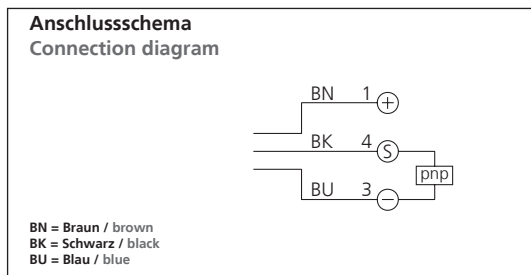 Anschlussschema
Connection diagram
BN 1 +
BK 4 S
pnp
BU 3 −
BN = Braun / brown
BK = Schwarz / black
BU = Blau / blue